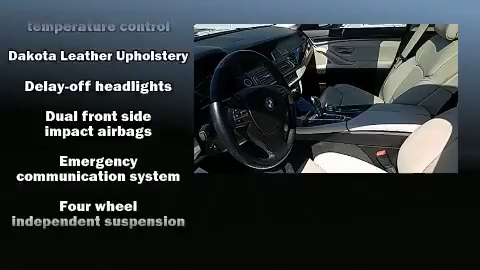 temperature control
Dakota Leather Upholstery
Delay-off headlights
Dual front side
impact airbags
Emergency
communication system
Four wheel
independent suspension